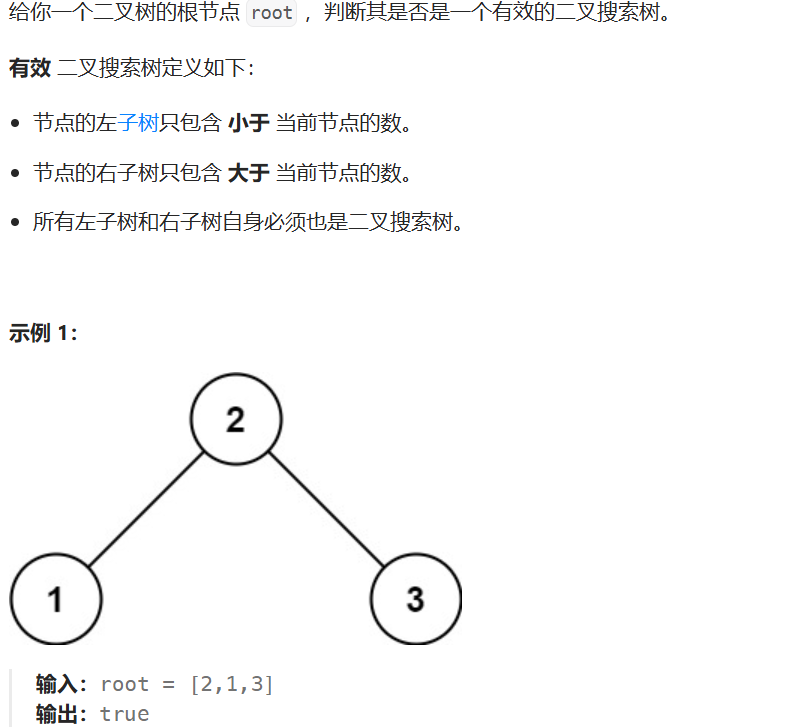 给你一个二叉树的根节点 root ，判断其是否是一个有效的二叉搜索树。
有效 二叉搜索树定义如下：
• 节点的左子树只包含 小于 当前节点的数。
• 节点的右子树只包含 大于 当前节点的数。
• 所有左子树和右子树自身必须也是二叉搜索树。
示例 1：
2
1 3
输入：root = [2,1,3]
输出：true